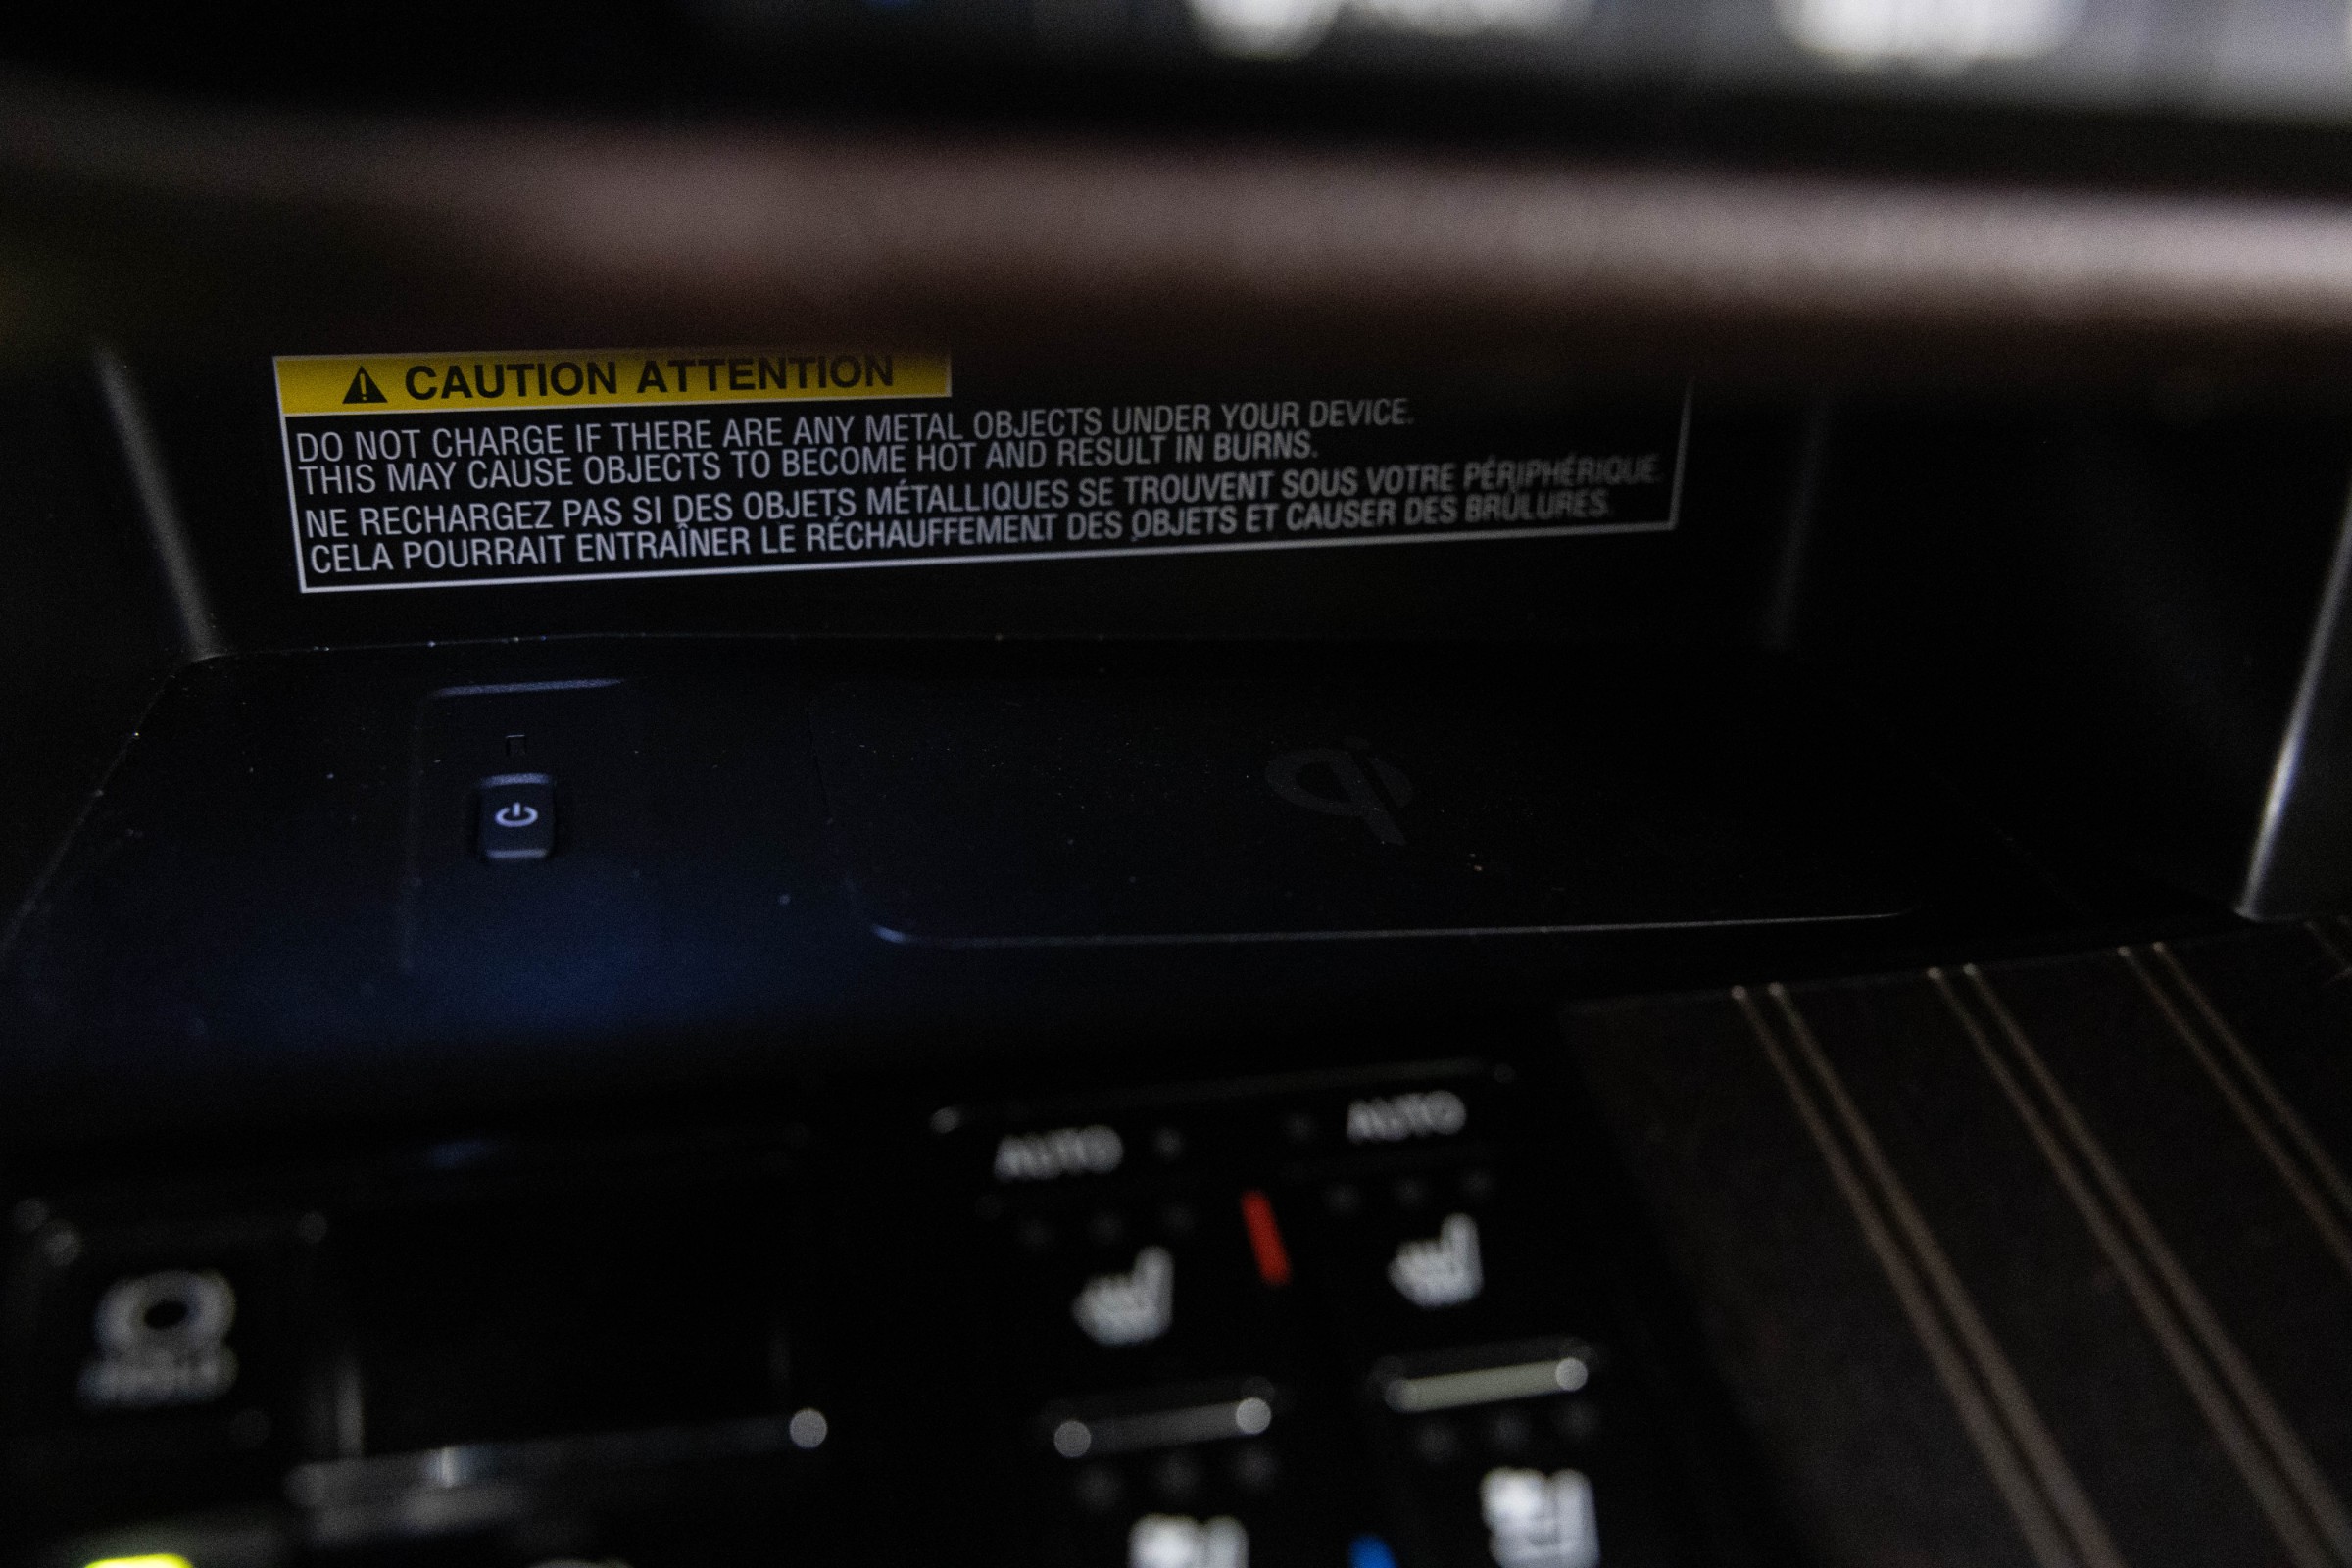 CAUTION ATTENTION
DO NOT CHARGE IF THERE ARE ANY METAL OBJECTS UNDER YOUR DEVICE.
THIS MAY CAUSE OBJECTS TO BECOME HOT AND RESULT IN BURNS.
NE RECHARGEZ PAS SI DES OBJETS MÉTALLIQUES SE TROUVENT SOUS VOTRE PÉRIPHÉRIQUE.
CELA POURRAIT ENTRAÎNER LE RÉCHAUFFEMENT DES OBJETS ET CAUSER DES BRÛLURES.
AUTO AUTO